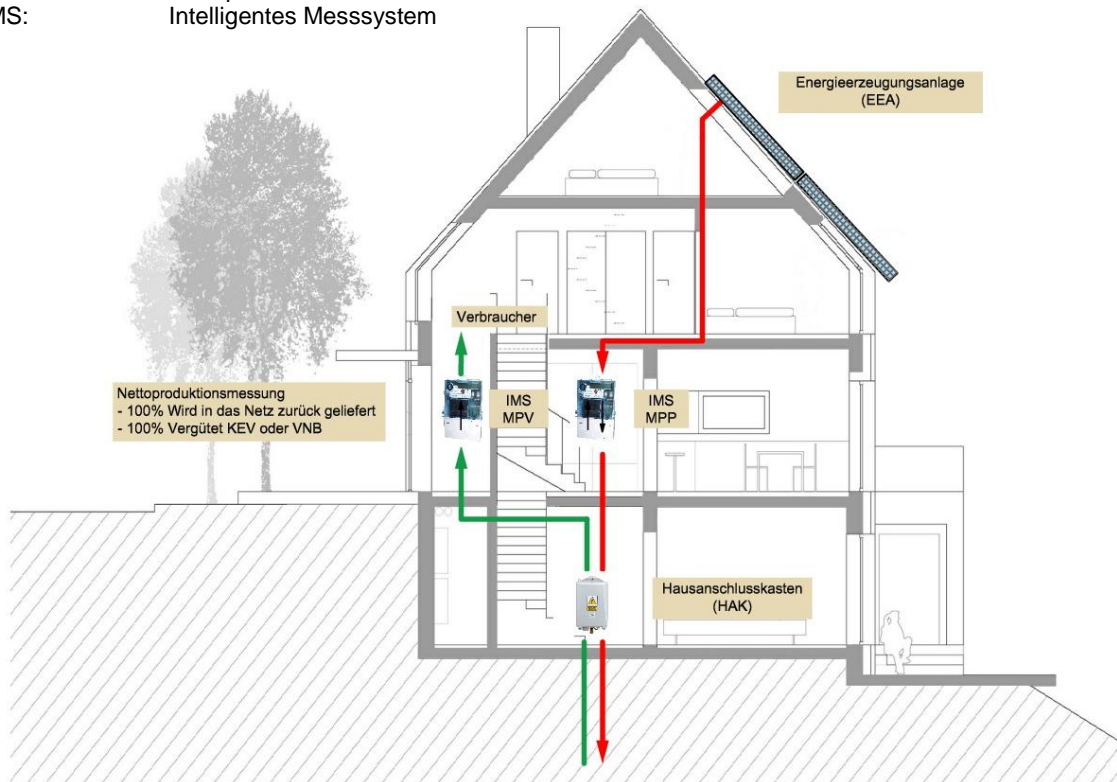 MS: Intelligentes Messsystem
Energieerzeugungsanlage
(EEA)
Verbraucher
Nettoproduktionsmessung
- 100% Wird in das Netz zurück geliefert
- 100% Vergütet KEV oder VNB
IMS
MPV
IMS
MPP
Hausanschlusskasten
(HAK)